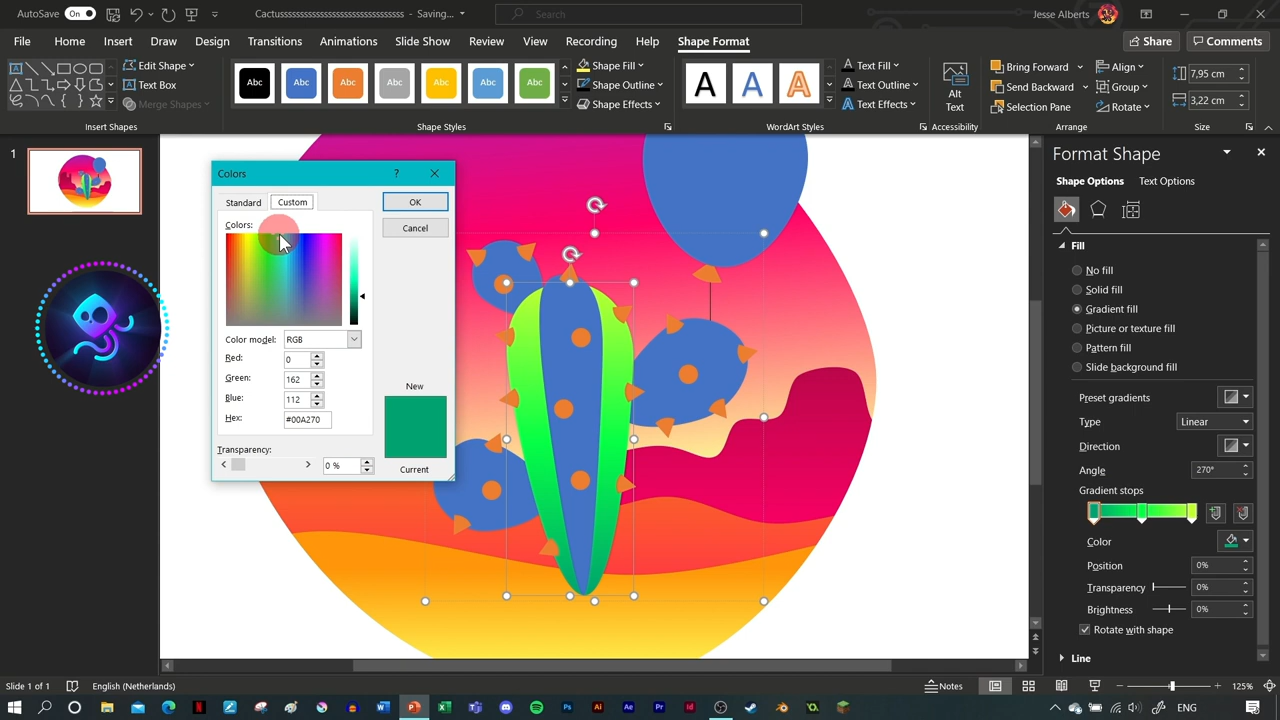 AutoSave On Cactussssssssssssssssssssssssssssss - Saving... Search Jesse Alberts
File Home Insert Draw Design Transitions Animations Slide Show Review View Recording Help Shape Format Share Comments
Edit Shape Text Box Merge Shapes
Insert Shapes
Abc Abc Abc Abc Abc Abc Abc
Shape Fill
Shape Outline
Shape Effects
Shape Styles
A A A
Text Fill
Text Outline
Text Effects
WordArt Styles
Alt Text
Accessibility
Bring Forward
Send Backward
Selection Pane
Align
Group
Rotate
Arrange
7,95 cm
3,22 cm
Size
1
Colors ?
Standard Custom OK
Cancel
Colors:
Color model: RGB
Red: 0
Green: 162
Blue: 112
Hex: #00A270
Transparency:
0 %
New
Current
Format Shape
Shape Options Text Options
Fill
No fill
Solid fill
Gradient fill
Picture or texture fill
Pattern fill
Slide background fill
Preset gradients
Type Linear
Direction
Angle 270°
Gradient stops
Color
Position 0%
Transparency 0%
Brightness 0%
Rotate with shape
Line
Slide 1 of 1 English (Netherlands) Notes 125%
ENG